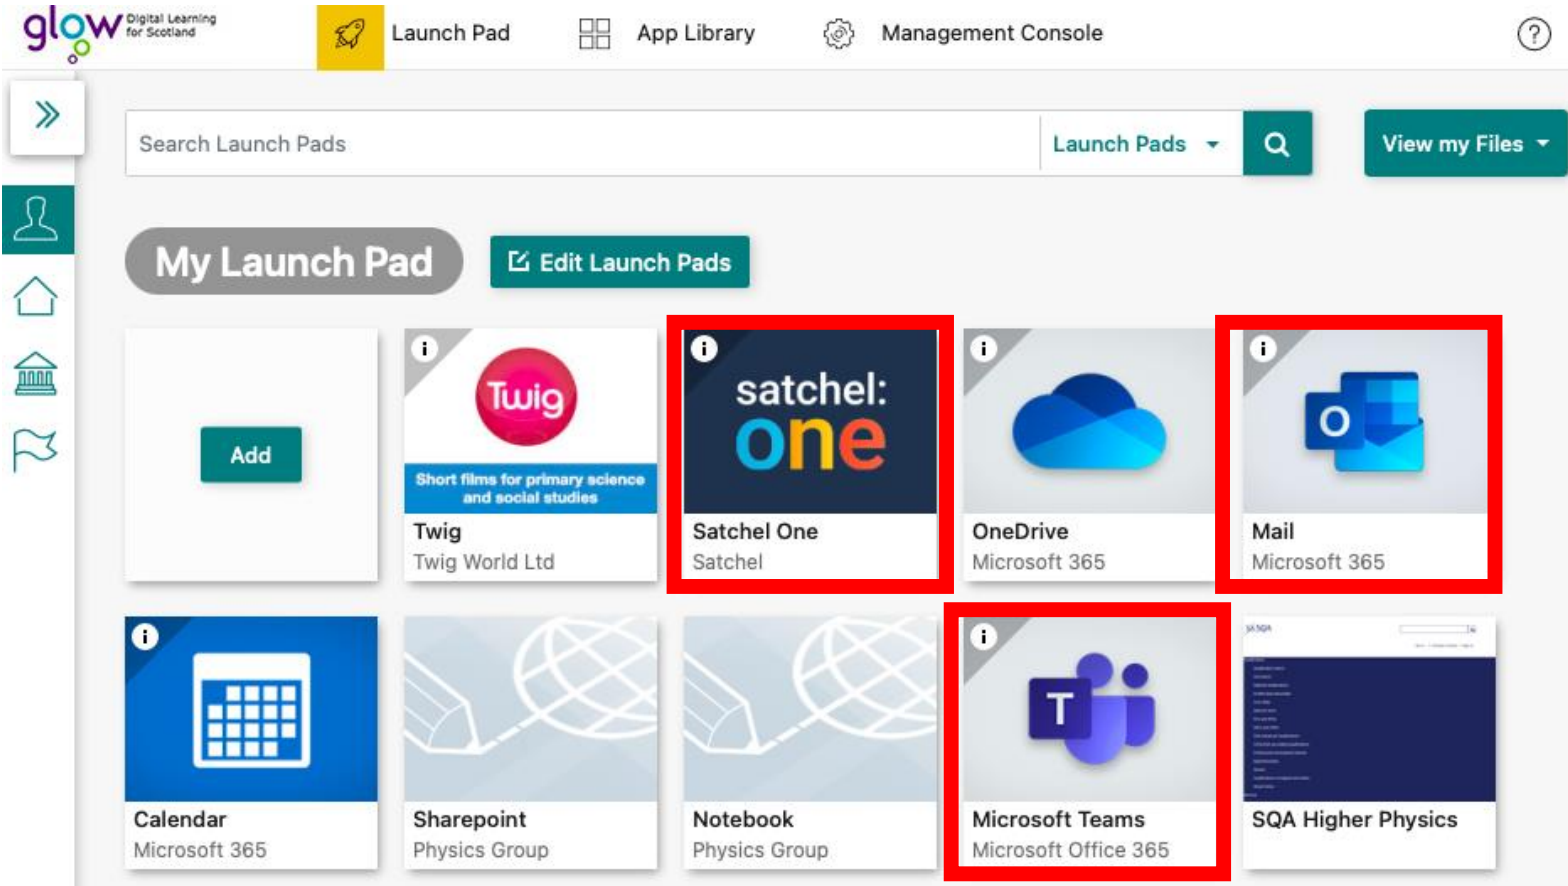 glow Digital Learning
for Scotland
Launch Pad
App Library
Management Console
?
Search Launch Pads
Launch Pads
View my Files
My Launch Pad
Edit Launch Pads
Add
i
Twig
Short films for primary science
and social studies
Twig
Twig World Ltd
i
satchel:
one
Satchel One
Satchel
i
OneDrive
Microsoft 365
i
O
Mail
Microsoft 365
i
Calendar
Microsoft 365
Sharepoint
Physics Group
Notebook
Physics Group
i
T
Microsoft Teams
Microsoft Office 365
SQA Higher Physics